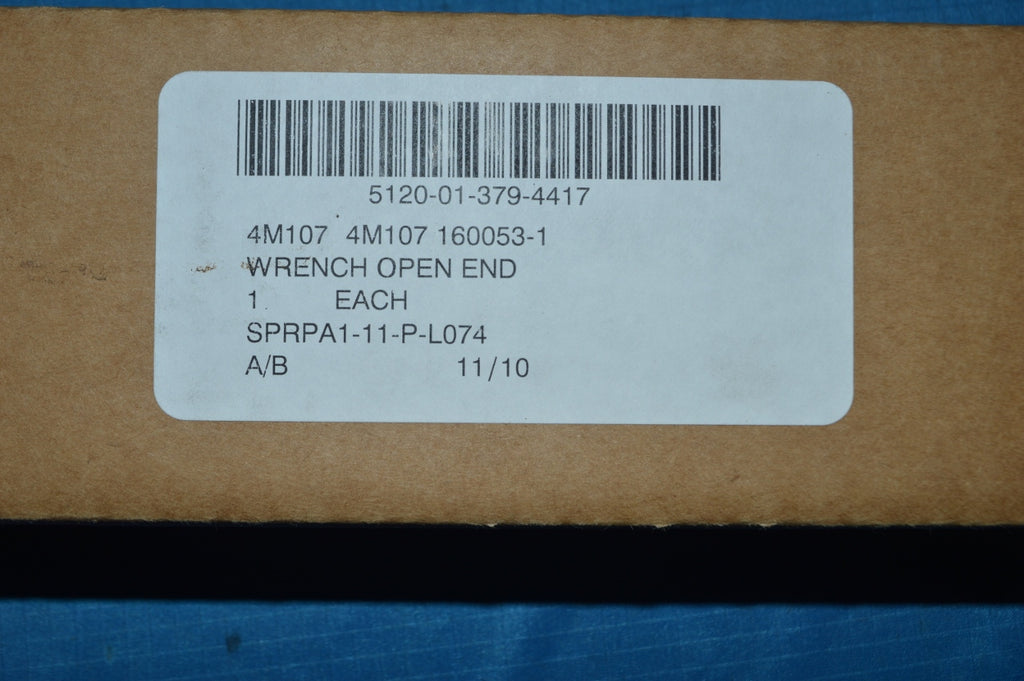 5120-01-379-4417
4M107 4M107 160053-1
WRENCH OPEN END
1. EACH
SPRPA1-11-P-L074
A/B 11/10